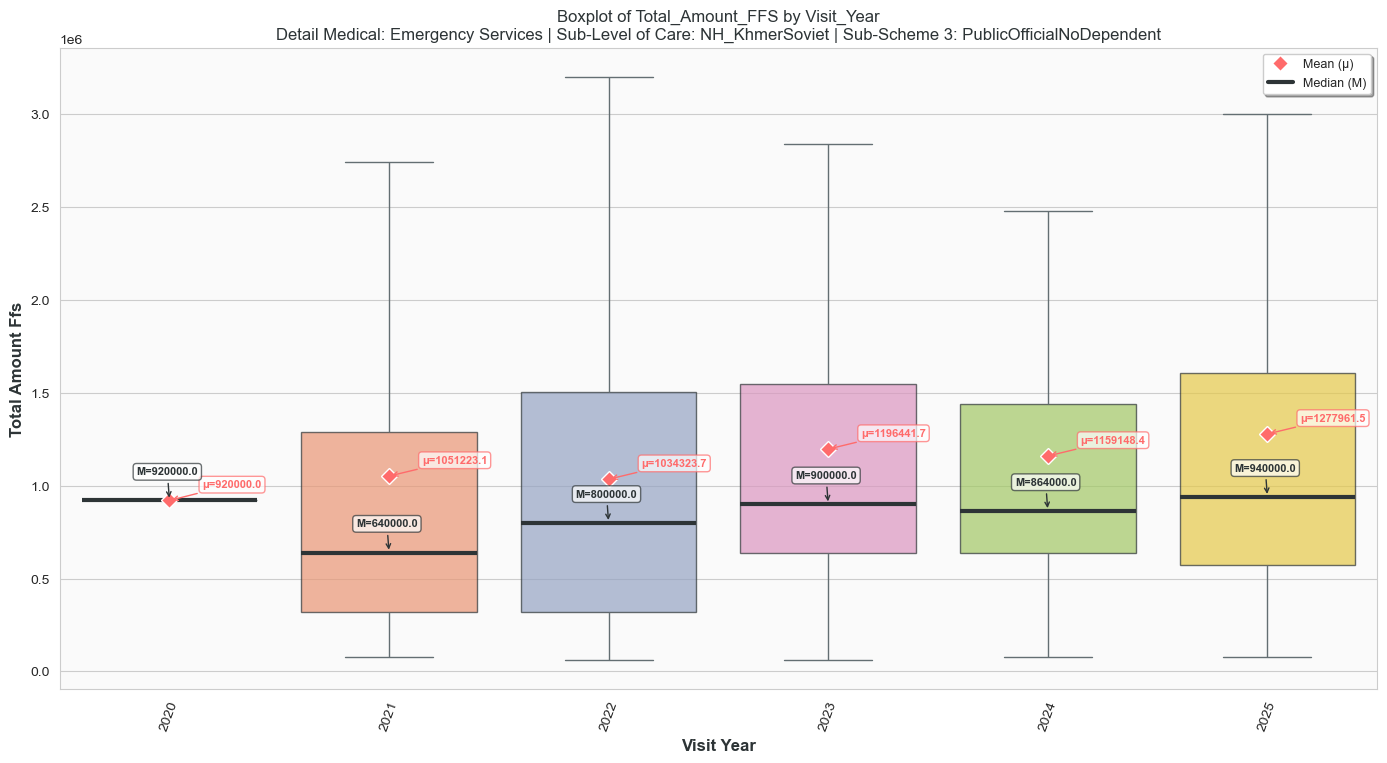 Boxplot of Total_Amount_FFS by Visit_Year
Detail Medical: Emergency Services | Sub-Level of Care: NH_KhmerSoviet | Sub-Scheme 3: PublicOfficialNoDependent
1e6
Mean (μ)
Median (M)
3.0
2.5
2.0
1.5
1.0
0.5
0.0
Total Amount Ffs
M=920000.0
μ=920000.0
μ=1051223.1
M=640000.0
μ=1034323.7
M=800000.0
μ=1196441.7
M=900000.0
μ=1159148.4
M=864000.0
μ=1277961.5
M=940000.0
2020
2021
2022
2023
2024
2025
Visit Year